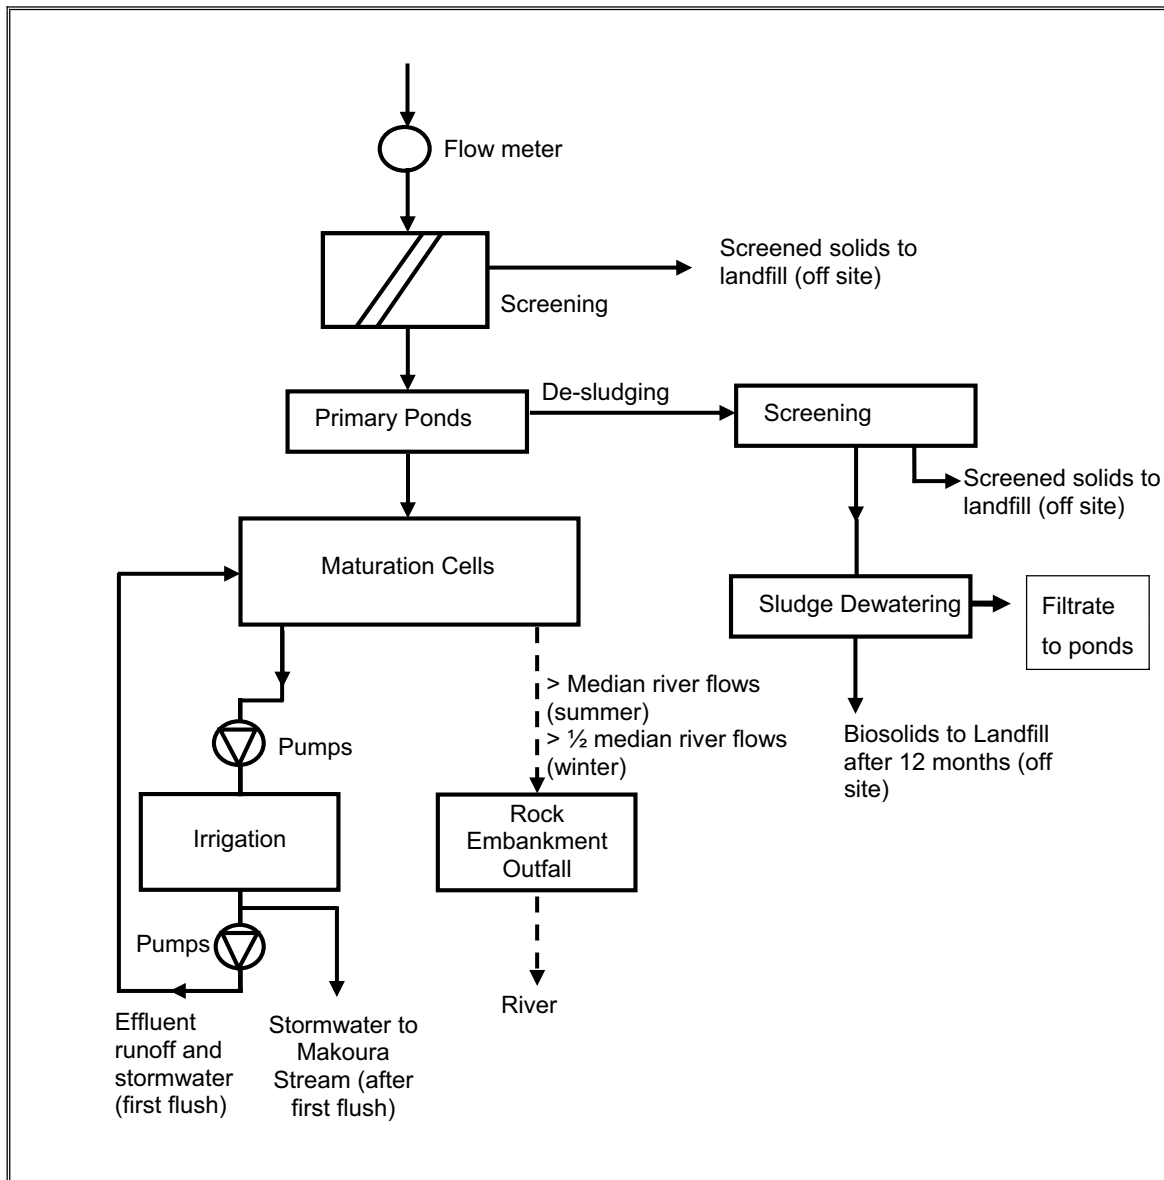 Flow meter
Screened solids to
landfill (off site)
Screening
De-sludging
Primary Ponds
Screening
Screened solids to
landfill (off site)
Maturation Cells
Sludge Dewatering
Filtrate
to ponds
> Median river flows
(summer)
> ½ median river flows
(winter)
Biosolids to Landfill
after 12 months (off
site)
Pumps
Irrigation
Rock
Embankment
Outfall
Pumps
River
Effluent
runoff and
stormwater
(first flush)
Stormwater to
Makoura
Stream (after
first flush)